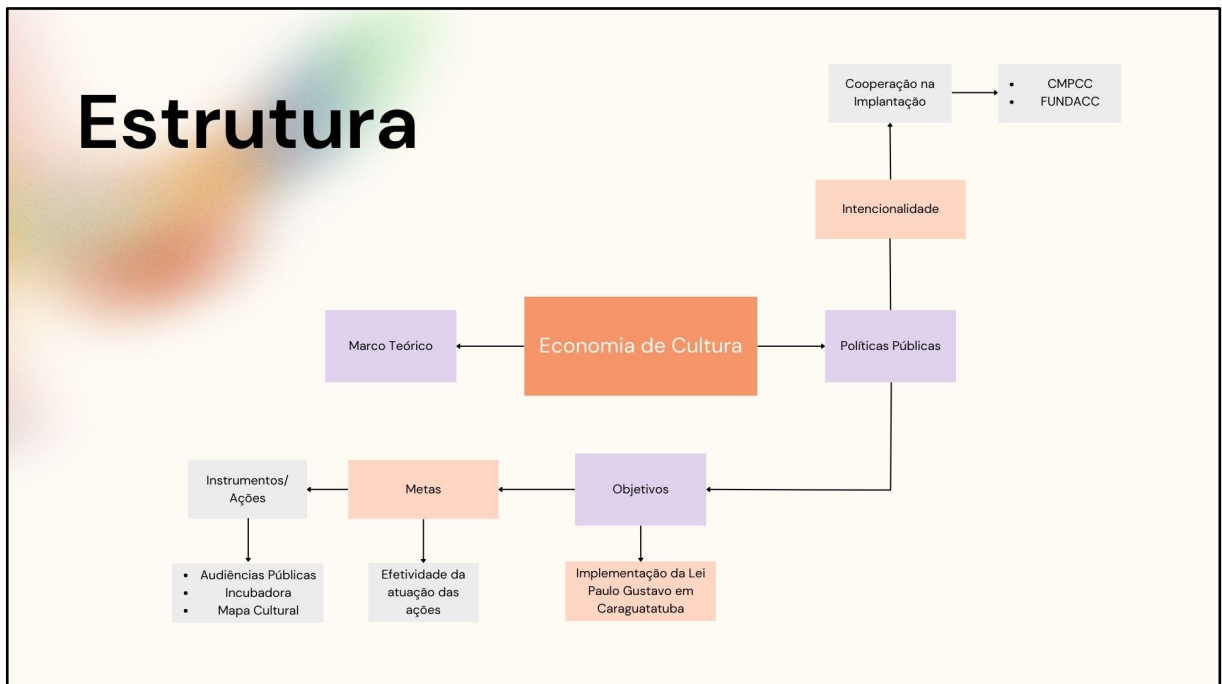 Estrutura
Cooperação na
Implantação
• CMPCC
• FUNDACC
Intencionalidade
Marco Teórico
Economia de Cultura
Políticas Públicas
Instrumentos/
Ações
Metas
Objetivos
• Audiências Públicas
• Incubadora
• Mapa Cultural
Efetividade da
atuação das
ações
Implementação da Lei
Paulo Gustavo em
Caraguatatuba